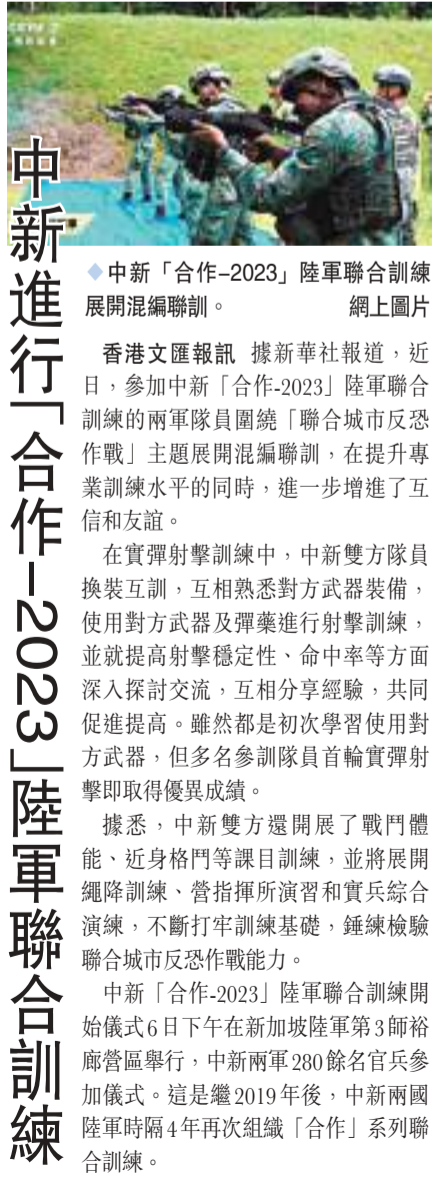 中新進行「合作–2023」陸軍聯合訓練
◆中新「合作–2023」陸軍聯合訓練
展開混編聯訓。 網上圖片
香港文匯報訊 據新華社報道，近
日，參加中新「合作-2023」陸軍聯合
訓練的兩軍隊員圍繞「聯合城市反恐
作戰」主題展開混編聯訓，在提升專
業訓練水平的同時，進一步增進了互
信和友誼。
在實彈射擊訓練中，中新雙方隊員
換裝互訓，互相熟悉對方武器裝備，
使用對方武器及彈藥進行射擊訓練，
並就提高射擊穩定性、命中率等方面
深入探討交流，互相分享經驗，共同
促進提高。雖然都是初次學習使用對
方武器，但多名參訓隊員首輪實彈射
擊即取得優異成績。
據悉，中新雙方還開展了戰鬥體
能、近身格鬥等課目訓練，並將展開
繩降訓練、營指揮所演習和實兵綜合
演練，不斷打牢訓練基礎，錘練檢驗
聯合城市反恐作戰能力。
中新「合作-2023」陸軍聯合訓練開
始儀式6日下午在新加坡陸軍第3師裕
廊營區舉行，中新兩軍280餘名官兵參
加儀式。這是繼2019年後，中新兩國
陸軍時隔4年再次組織「合作」系列聯
合訓練。